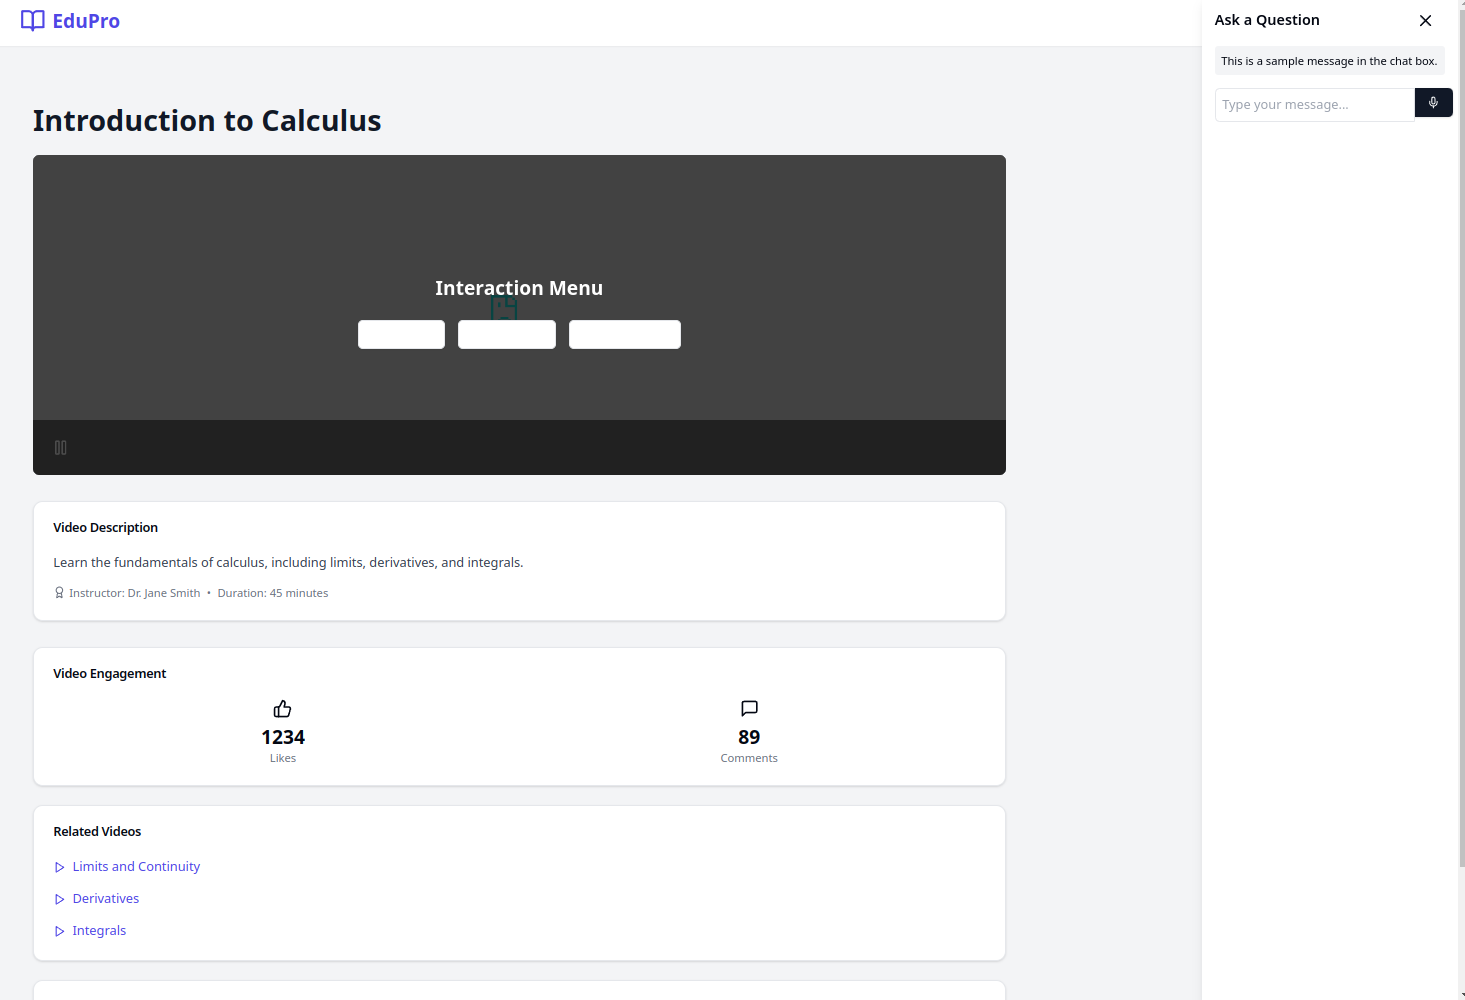 EduPro
Introduction to Calculus
Interaction Menu
Video Description
Learn the fundamentals of calculus, including limits, derivatives, and integrals.
Instructor: Dr. Jane Smith • Duration: 45 minutes
Video Engagement
1234
Likes
89
Comments
Related Videos
Limits and Continuity
Derivatives
Integrals
Ask a Question
This is a sample message in the chat box.
Type your message...